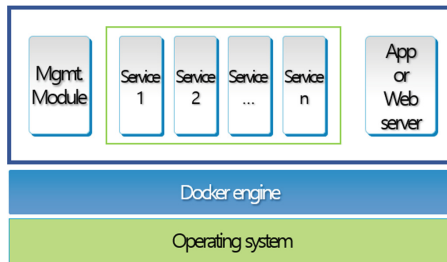 Mgmt.
Module
Service
1
Service
2
Service
...
Service
n
App
or
Web
server
Docker engine
Operating system